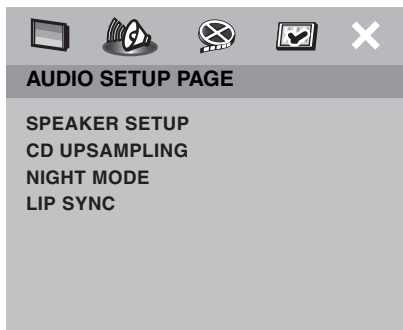 AUDIO SETUP PAGE
SPEAKER SETUP
CD UPSAMPLING
NIGHT MODE
LIP SYNC